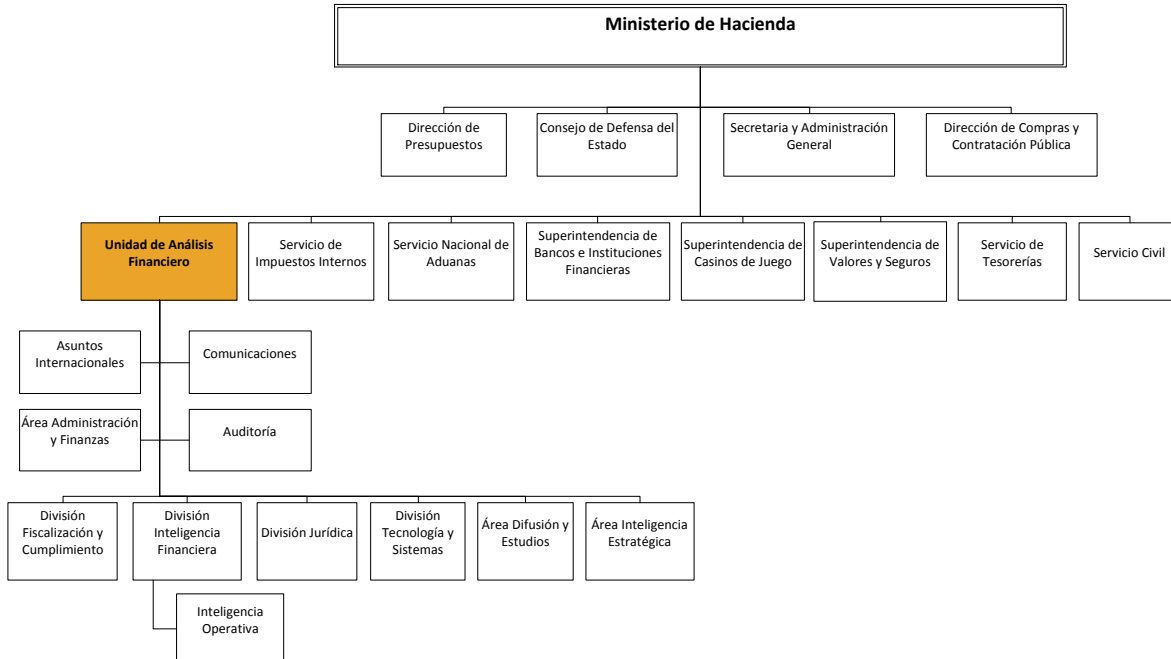 Ministerio de Hacienda
Dirección de
Presupuestos
Consejo de Defensa del
Estado
Secretaria y Administración
General
Dirección de Compras y
Contratación Pública
Unidad de Análisis
Financiero
Servicio de
Impuestos Internos
Servicio Nacional de
Aduanas
Superintendencia de
Bancos e Instituciones
Financieras
Superintendencia de
Casinos de Juego
Superintendencia de
Valores y Seguros
Servicio de
Tesorerías
Servicio Civil
Asuntos
Internacionales
Comunicaciones
Área Administración
y Finanzas
Auditoría
División
Fiscalización y
Cumplimiento
División
Inteligencia
Financiera
División Jurídica
División
Tecnología y
Sistemas
Área Difusión y
Estudios
Área Inteligencia
Estratégica
Inteligencia
Operativa